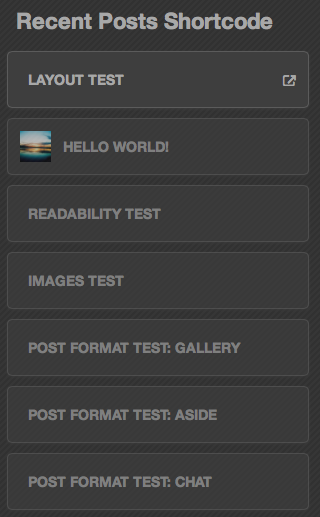 Recent Posts Shortcode
LAYOUT TEST
HELLO WORLD!
READABILITY TEST
IMAGES TEST
POST FORMAT TEST: GALLERY
POST FORMAT TEST: ASIDE
POST FORMAT TEST: CHAT